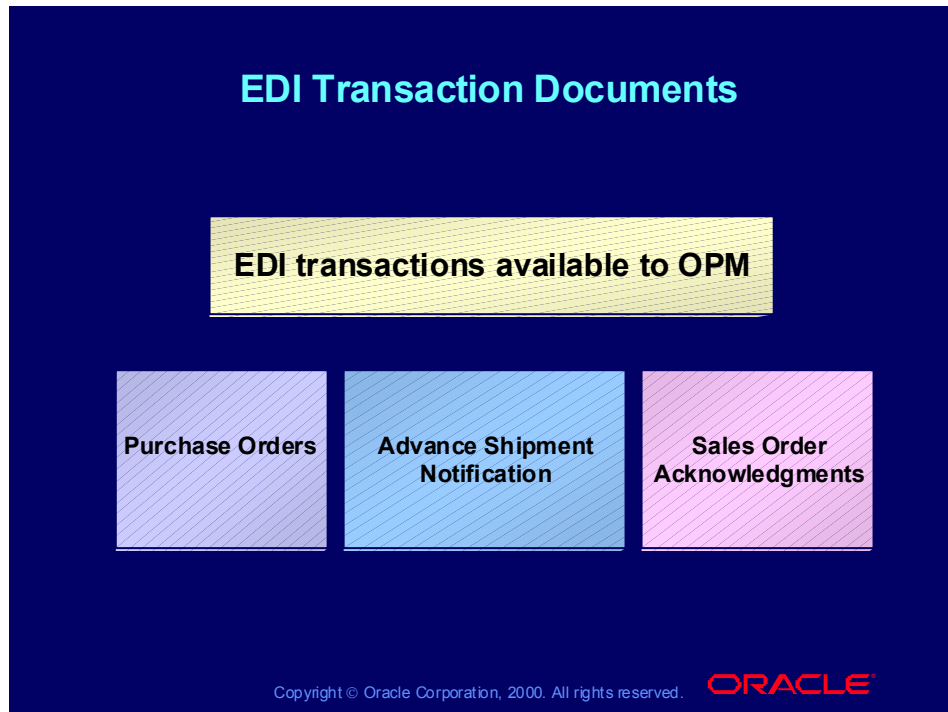 EDI Transaction Documents
EDI transactions available to OPM
Purchase Orders
Advance Shipment
Notification
Sales Order
Acknowledgments
Copyright © Oracle Corporation, 2000. All rights reserved.
ORACLE®